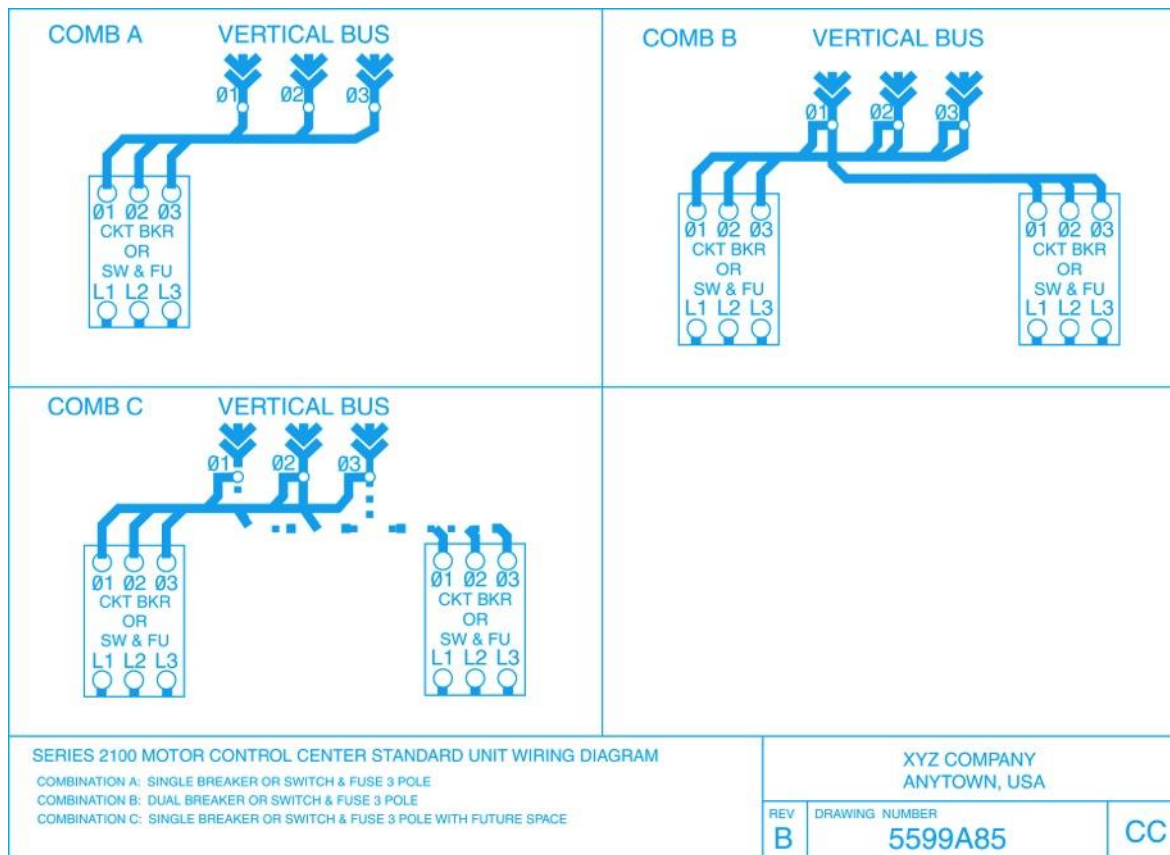 COMB A VERTICAL BUS
Ø1 Ø2 Ø3
Ø1 Ø2 Ø3
CKT BKR
OR
SW & FU
L1 L2 L3
COMB B VERTICAL BUS
Ø1 Ø2 Ø3
Ø1 Ø2 Ø3
CKT BKR
OR
SW & FU
L1 L2 L3
Ø1 Ø2 Ø3
CKT BKR
OR
SW & FU
L1 L2 L3
COMB C VERTICAL BUS
Ø1 Ø2 Ø3
Ø1 Ø2 Ø3
CKT BKR
OR
SW & FU
L1 L2 L3
Ø1 Ø2 Ø3
CKT BKR
OR
SW & FU
L1 L2 L3
SERIES 2100 MOTOR CONTROL CENTER STANDARD UNIT WIRING DIAGRAM
COMBINATION A: SINGLE BREAKER OR SWITCH & FUSE 3 POLE
COMBINATION B: DUAL BREAKER OR SWITCH & FUSE 3 POLE
COMBINATION C: SINGLE BREAKER OR SWITCH & FUSE 3 POLE WITH FUTURE SPACE
XYZ COMPANY
ANYTOWN, USA
REV
B
DRAWING NUMBER
5599A85
CC